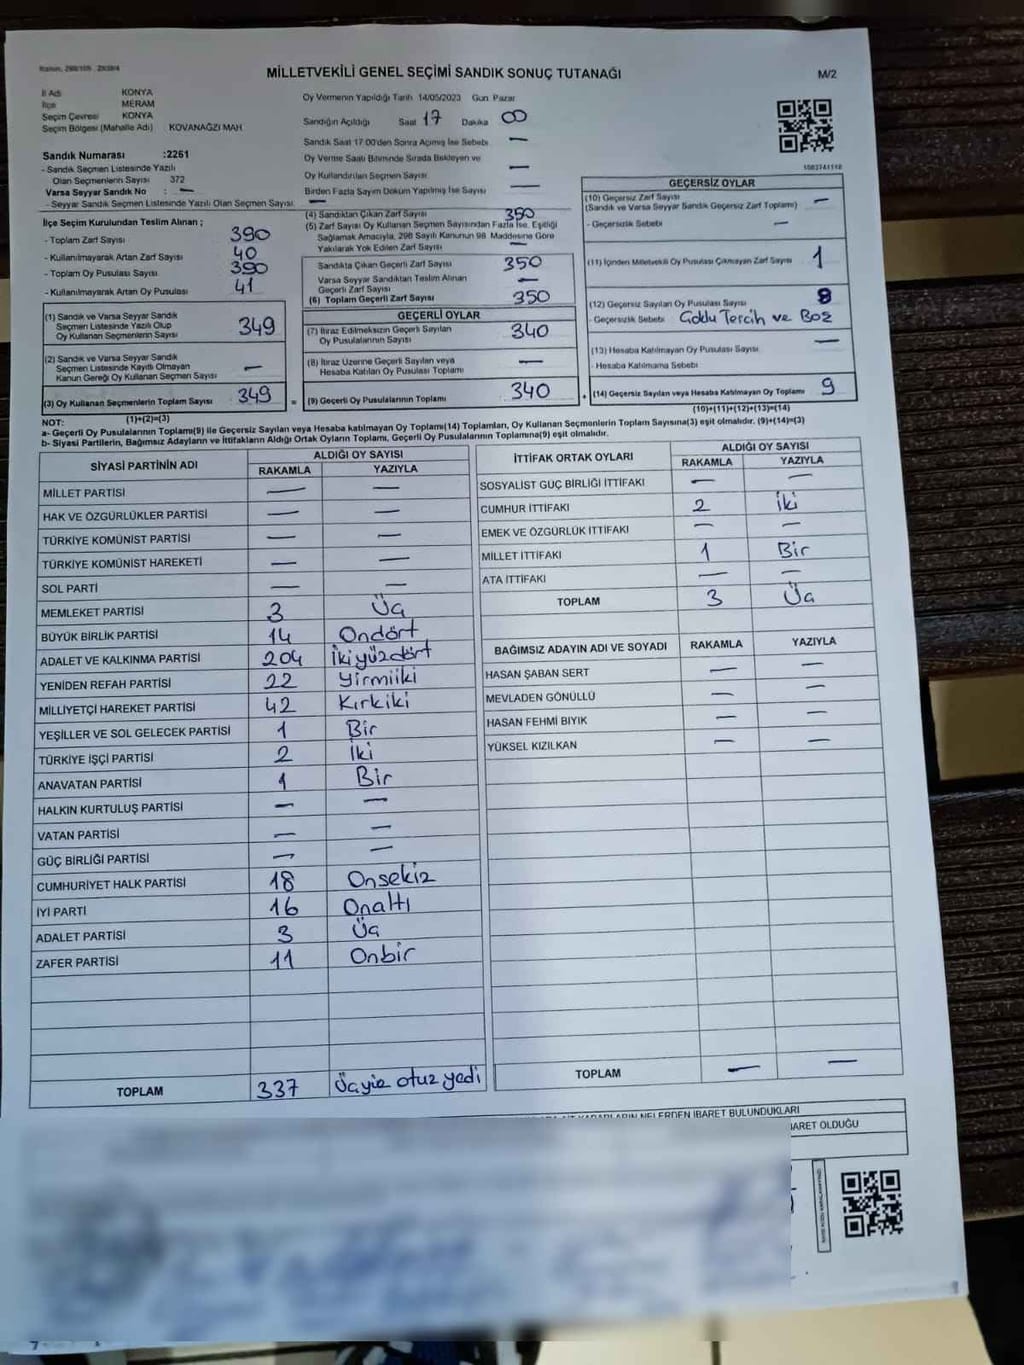 MİLLETVEKİLİ GENEL SEÇİMİ SANDIK SONUÇ TUTANAĞI
M/2
İl Adı KONYA
İlçe MERAM
Seçim Çevresi KONYA
Seçim Bölgesi (Mahalle Adı) KOVANAĞZI MAH
Sandık Numarası :2261
- Sandık Seçmen Listesinde Yazılı
Olan Seçmenlerin Sayısı 372
Varsa Seyyar Sandık No : —
- Seyyar Sandık Seçmen Listesinde Yazılı Olan Seçmen Sayısı —
Oy Vermenin Yapıldığı Tarih 14/05/2023 Gün Pazar
Sandığın Açıldığı Saat 17 Dakika 00
Sandık Saat 17.00'den Sonra Açılmış İse Sebebi —
Oy Verme Saati Bitiminde Sırada Bekleyen ve
Oy Kullandırılan Seçmen Sayısı —
Birden Fazla Sayım Döküm Yapılmış İse Sayısı —
İlçe Seçim Kurulundan Teslim Alınan ;
- Toplam Zarf Sayısı 390
- Kullanılmayarak Artan Zarf Sayısı 40
- Toplam Oy Pusulası Sayısı 390
- Kullanılmayarak Artan Oy Pusulası 41
(1) Sandık ve Varsa Seyyar Sandık
Seçmen Listesinde Yazılı Olup
Oy Kullanan Seçmenlerin Sayısı 349
(2) Sandık ve Varsa Seyyar Sandık
Seçmen Listesinde Kayıtlı Olmayan
Kanun Gereği Oy Kullanan Seçmen Sayısı —
(3) Oy Kullanan Seçmenlerin Toplam Sayısı 349
(1)+(2)=(3)
(4) Sandıktan Çıkan Zarf Sayısı 350
(5) Zarf Sayısı Oy Kullanan Seçmen Sayısından Fazla İse, Eşitliği
Sağlamak Amacıyla, 298 Sayılı Kanunun 98. Maddesine Göre
Yakılarak Yok Edilen Zarf Sayısı —
Sandıkta Çıkan Geçerli Zarf Sayısı 350
Varsa Seyyar Sandıktan Teslim Alınan
Geçerli Zarf Sayısı —
(6) Toplam Geçerli Zarf Sayısı 350
GEÇERLİ OYLAR
(7) İtiraz Edilmeksizin Geçerli Sayılan
Oy Pusulalarının Sayısı 340
(8) İtiraz Üzerine Geçerli Sayılan veya
Hesaba Katılan Oy Pusulası Toplamı —
= (9) Geçerli Oy Pusulalarının Toplamı 340
1083741118
GEÇERSİZ OYLAR
(10) Geçersiz Zarf Sayısı
(Sandık ve Varsa Seyyar Sandık Geçersiz Zarf Toplamı) —
- Geçersizlik Sebebi —
(11) İçinden Milletvekili Oy Pusulası Çıkmayan Zarf Sayısı 1
(12) Geçersiz Sayılan Oy Pusulası Sayısı 8
- Geçersizlik Sebebi Çoklu Tercih ve Boş
(13) Hesaba Katılmayan Oy Pusulası Sayısı —
- Hesaba Katılmama Sebebi
+ (14) Geçersiz Sayılan veya Hesaba Katılmayan Oy Toplamı 9
(10)+(11)+(12)+(13)=(14)
NOT:
a- Geçerli Oy Pusulalarının Toplamı(9) ile Geçersiz Sayılan veya Hesaba katılmayan Oy Toplamı(14) Toplamları, Oy Kullanan Seçmenlerin Toplam Sayısına(3) eşit olmalıdır. (9)+(14)=(3)
b- Siyasi Partilerin, Bağımsız Adayların ve İttifakların Aldığı Ortak Oyların Toplamı, Geçerli Oy Pusulalarının Toplamına(9) eşit olmalıdır.
SİYASİ PARTİNİN ADI ALDIĞI OY SAYISI
RAKAMLA YAZIYLA
MİLLET PARTİSİ — —
HAK VE ÖZGÜRLÜKLER PARTİSİ — —
TÜRKİYE KOMÜNİST PARTİSİ — —
TÜRKİYE KOMÜNİST HAREKETİ — —
SOL PARTİ — —
MEMLEKET PARTİSİ 3 Üç
BÜYÜK BİRLİK PARTİSİ 14 Ondört
ADALET VE KALKINMA PARTİSİ 204 İkiyüzdört
YENİDEN REFAH PARTİSİ 22 Yirmiiki
MİLLİYETÇİ HAREKET PARTİSİ 42 Kırkiki
YEŞİLLER VE SOL GELECEK PARTİSİ 1 Bir
TÜRKİYE İŞÇİ PARTİSİ 2 İki
ANAVATAN PARTİSİ 1 Bir
HALKIN KURTULUŞ PARTİSİ — —
VATAN PARTİSİ — —
GÜÇ BİRLİĞİ PARTİSİ — —
CUMHURİYET HALK PARTİSİ 18 Onsekiz
İYİ PARTİ 16 Onaltı
ADALET PARTİSİ 3 Üç
ZAFER PARTİSİ 11 Onbir
TOPLAM 337 Üçyüz otuz yedi
İTTİFAK ORTAK OYLARI ALDIĞI OY SAYISI
RAKAMLA YAZIYLA
SOSYALİST GÜÇ BİRLİĞİ İTTİFAKI — —
CUMHUR İTTİFAKI 2 İki
EMEK VE ÖZGÜRLÜK İTTİFAKI — —
MİLLET İTTİFAKI 1 Bir
ATA İTTİFAKI — —
TOPLAM 3 Üç
BAĞIMSIZ ADAYIN ADI VE SOYADI RAKAMLA YAZIYLA
HASAN ŞABAN SERT — —
MEVLADEN GÖNÜLLÜ — —
HASAN FEHMİ BIYIK — —
YÜKSEL KIZILKAN — —
TOPLAM — —
NELERDEN İBARET BULUNDUKLARI
BARET OLDUĞU